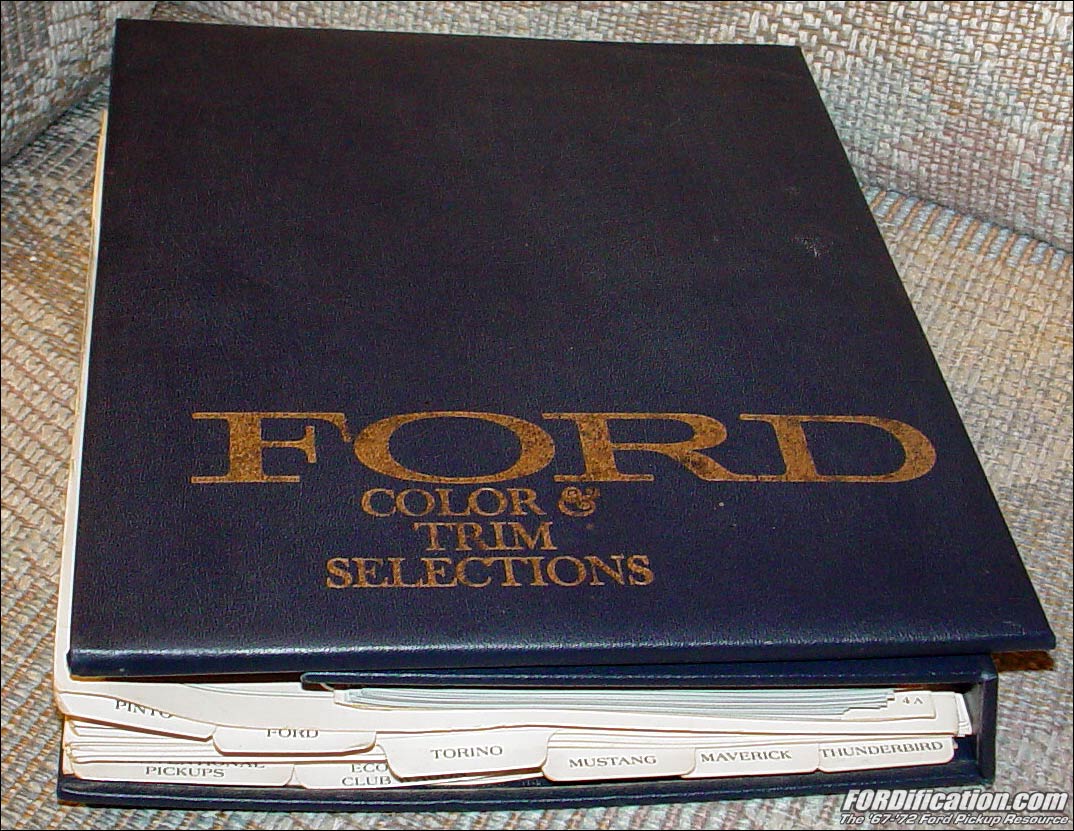 FORD
COLOR &
TRIM
SELECTIONS
4A
PINTO
FORD
TORINO
MUSTANG
MAVERICK
THUNDERBIRD
PICKUPS
CLUB
FORDification.com
The '67-'72 Ford Pickup Resource